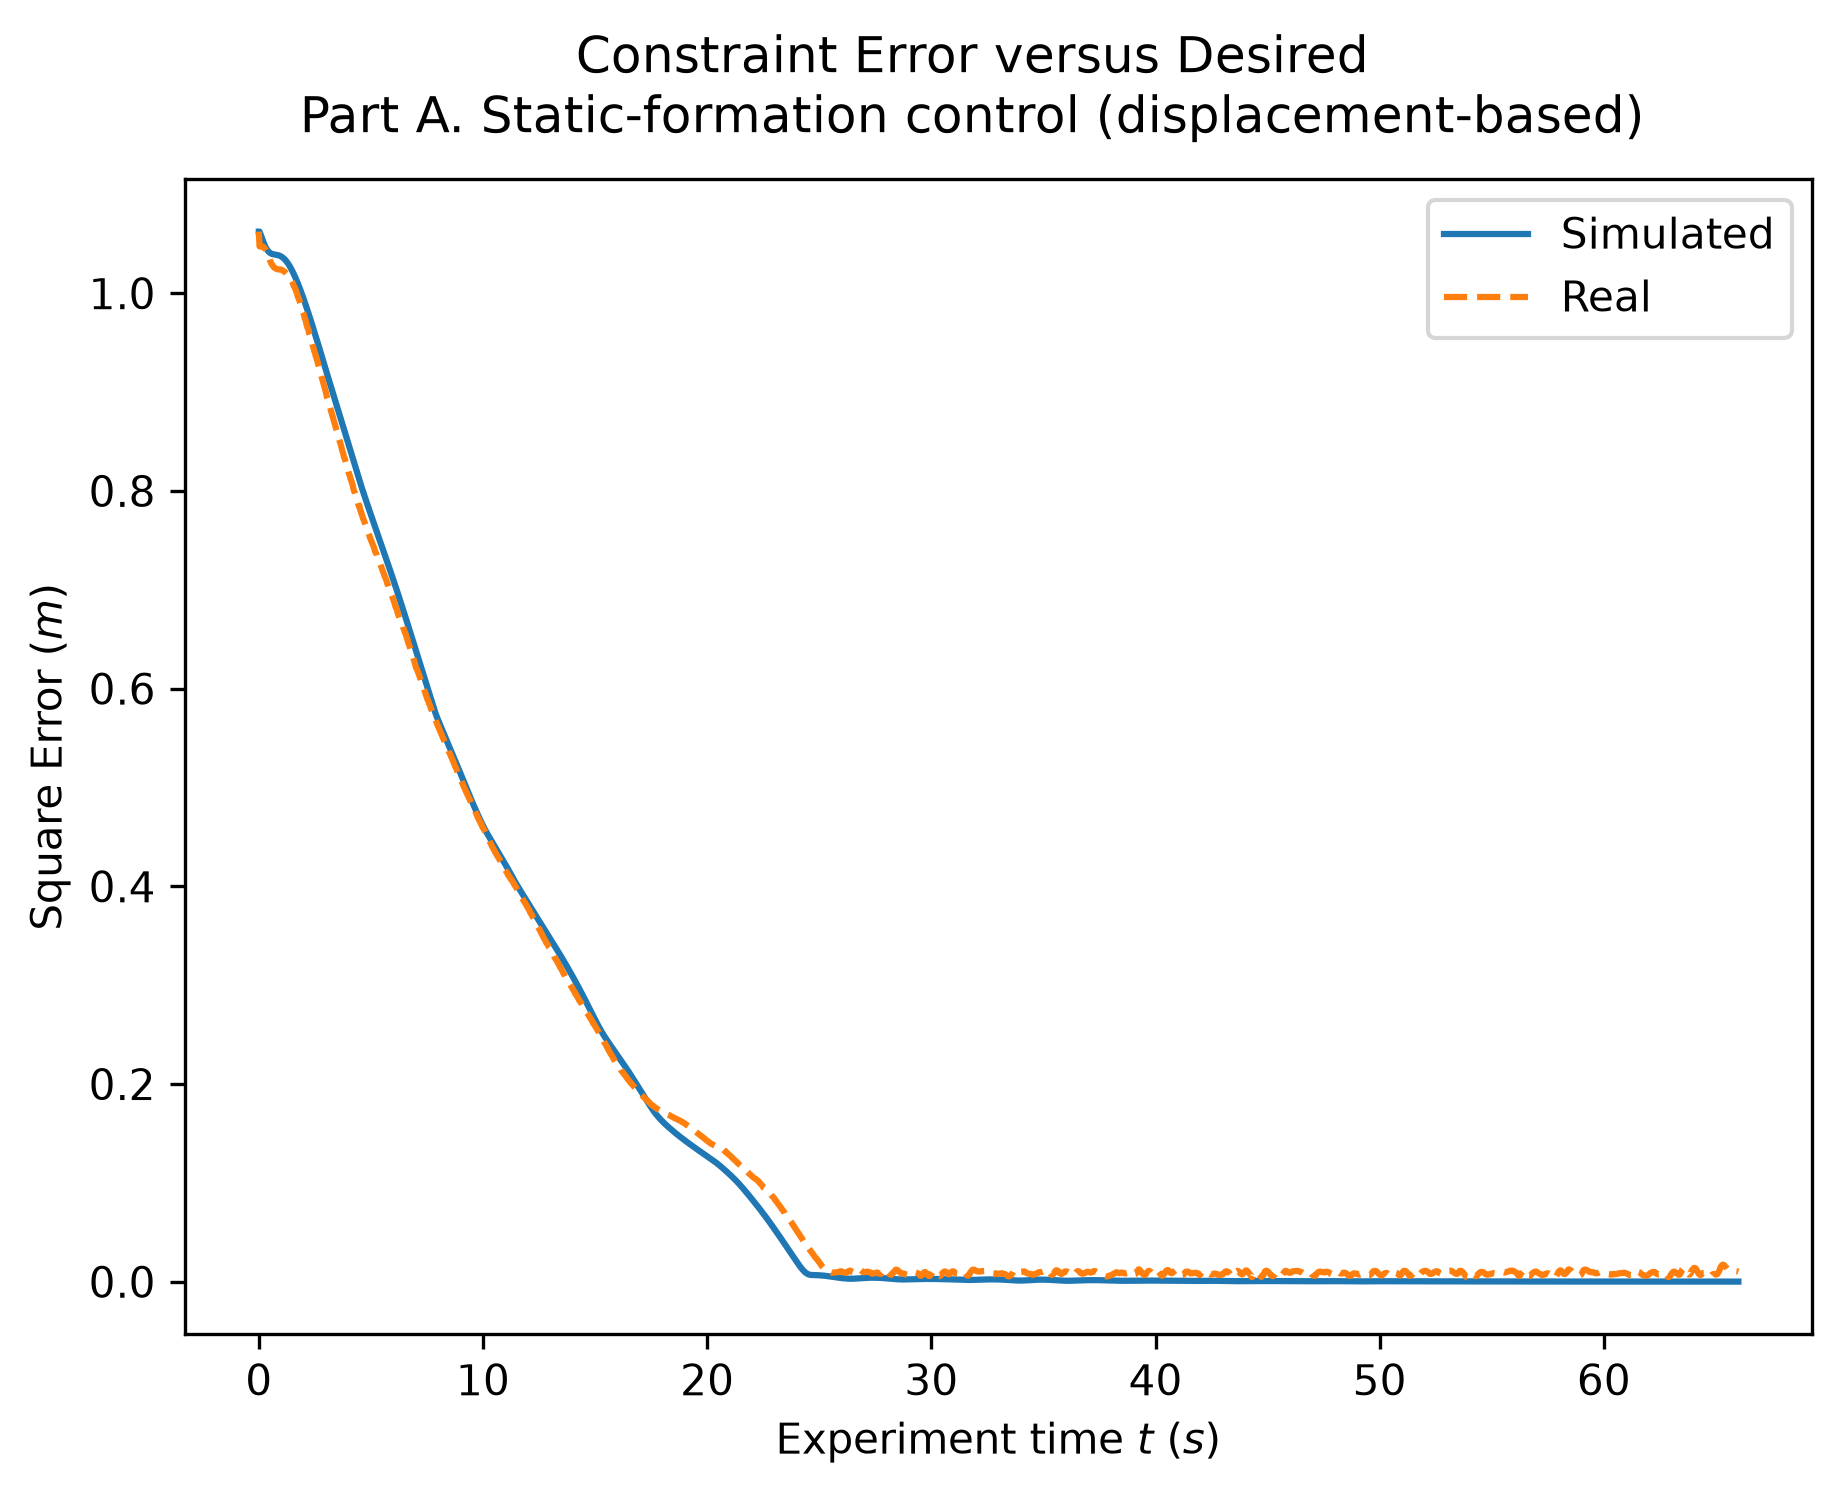 Constraint Error versus Desired
Part A. Static-formation control (displacement-based)
Simulated
Real
1.0
0.8
0.6
0.4
0.2
0.0
Square Error (m)
0 10 20 30 40 50 60
Experiment time t (s)